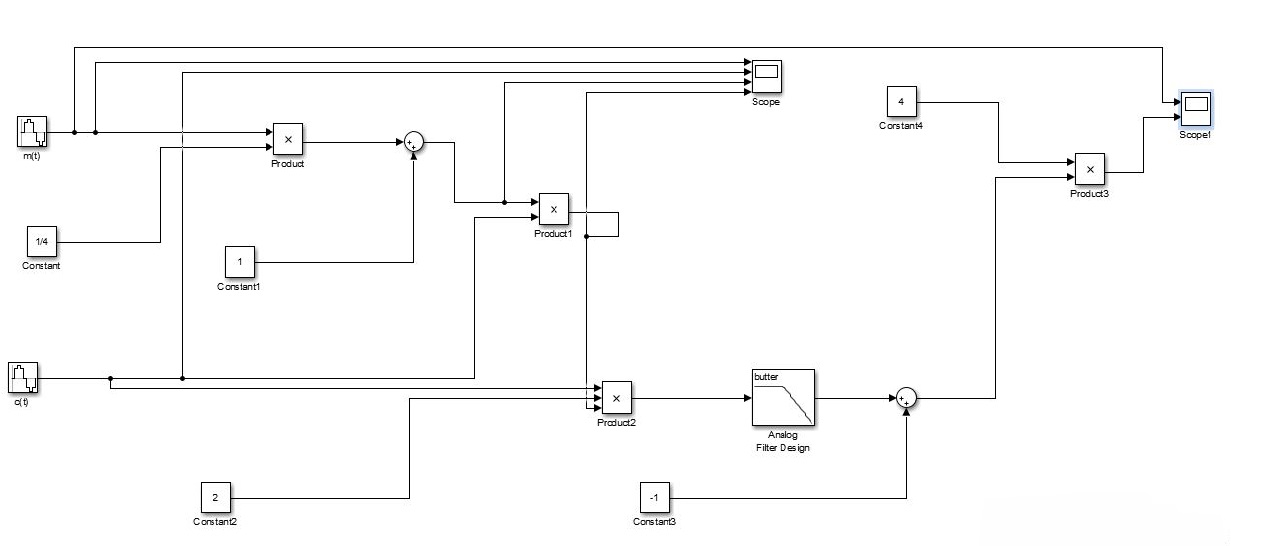 Scope
4
Constant4
Scope1
m(t)
×
Product
+
+
×
Product3
×
Product1
1/4
Constant
1
Constant1
c(t)
×
Product2
butter
Analog
Filter Design
+
+
2
Constant2
-1
Constant3